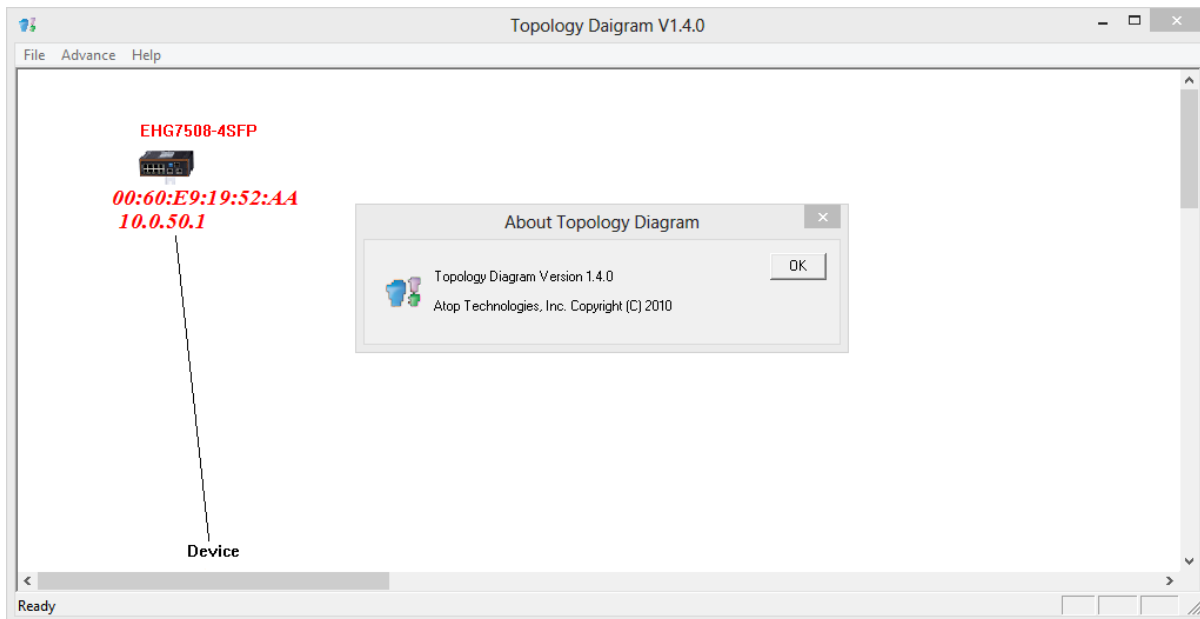 Topology Daigram V1.4.0
File Advance Help
EHG7508-4SFP
00:60:E9:19:52:AA
10.0.50.1
About Topology Diagram
Topology Diagram Version 1.4.0
OK
Atop Technologies, Inc. Copyright (C) 2010
Device
Ready